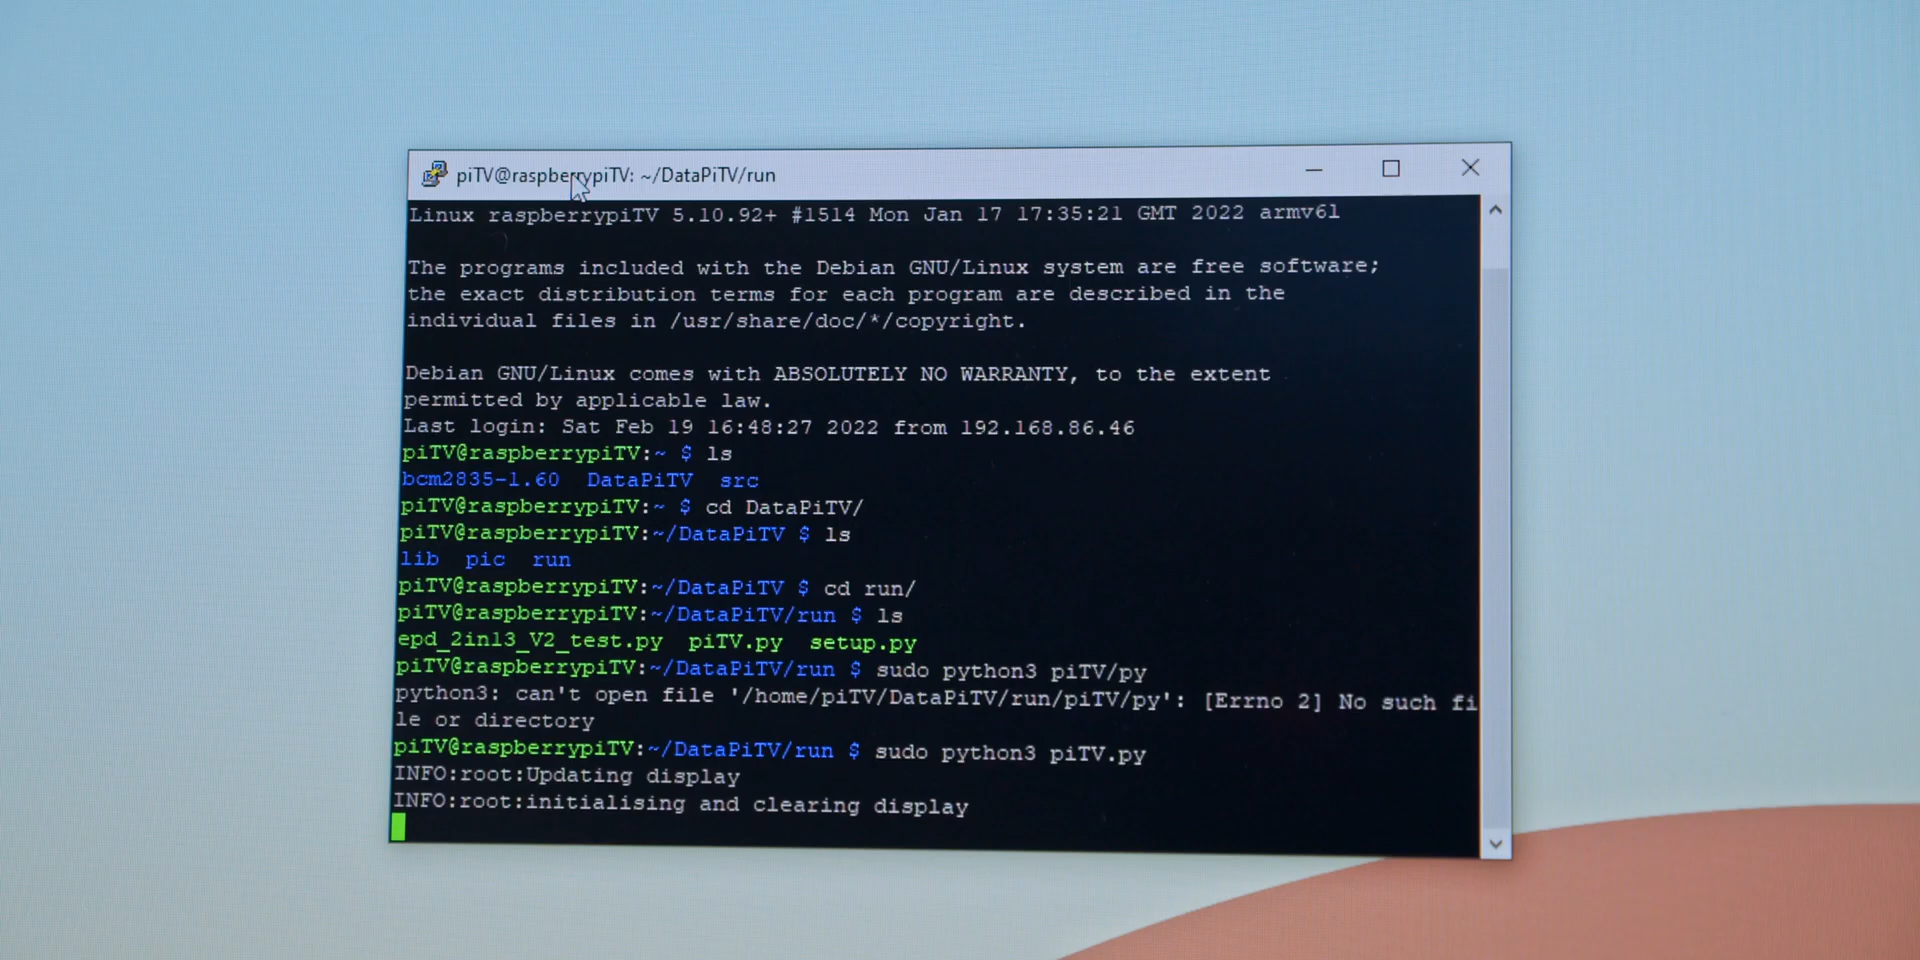 piTV@raspberrypiTV: ~/DataPiTV/run
Linux raspberrypiTV 5.10.92+ #1514 Mon Jan 17 17:35:21 GMT 2022 armv6l
The programs included with the Debian GNU/Linux system are free software;
the exact distribution terms for each program are described in the
individual files in /usr/share/doc/*/copyright.
Debian GNU/Linux comes with ABSOLUTELY NO WARRANTY, to the extent
permitted by applicable law.
Last login: Sat Feb 19 16:48:27 2022 from 192.168.86.46
piTV@raspberrypiTV:~ $ ls
bcm2835-1.60  DataPiTV  src
piTV@raspberrypiTV:~ $ cd DataPiTV/
piTV@raspberrypiTV:~/DataPiTV $ ls
lib  pic  run
piTV@raspberrypiTV:~/DataPiTV $ cd run/
piTV@raspberrypiTV:~/DataPiTV/run $ ls
epd_2in13_V2_test.py  piTV.py  setup.py
piTV@raspberrypiTV:~/DataPiTV/run $ sudo python3 piTV/py
python3: can't open file '/home/piTV/DataPiTV/run/piTV/py': [Errno 2] No such fi
le or directory
piTV@raspberrypiTV:~/DataPiTV/run $ sudo python3 piTV.py
INFO:root:Updating display
INFO:root:initialising and clearing display